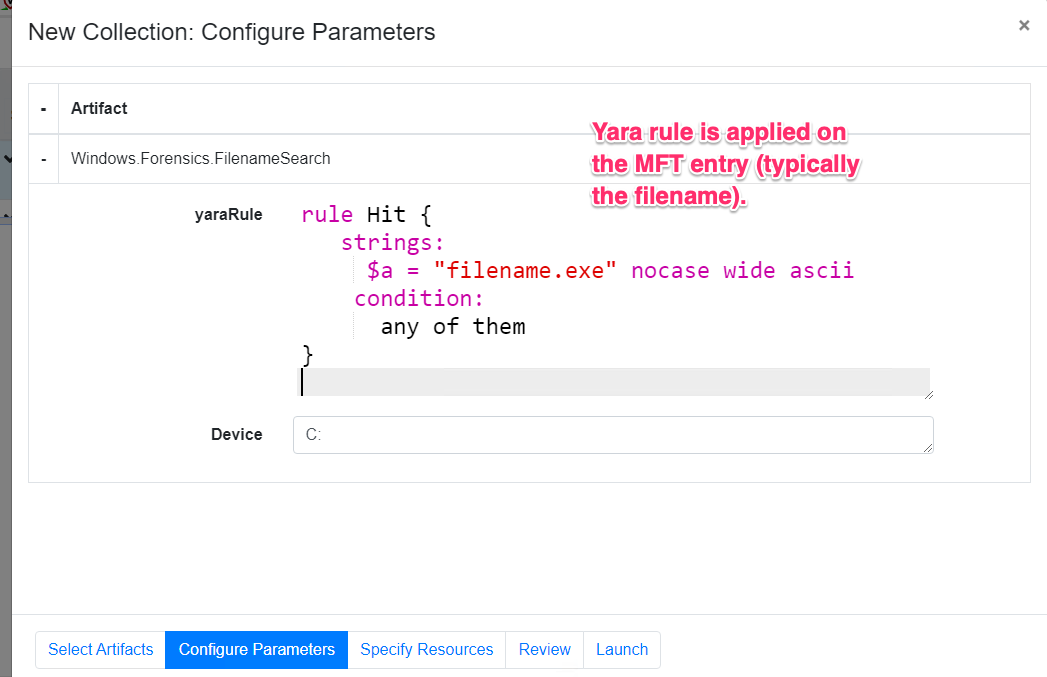 New Collection: Configure Parameters
×
- Artifact
- Windows.Forensics.FilenameSearch
Yara rule is applied on
the MFT entry (typically
the filename).
yaraRule
rule Hit {
strings:
$a = "filename.exe" nocase wide ascii
condition:
any of them
}
Device
C:
Select Artifacts Configure Parameters Specify Resources Review Launch